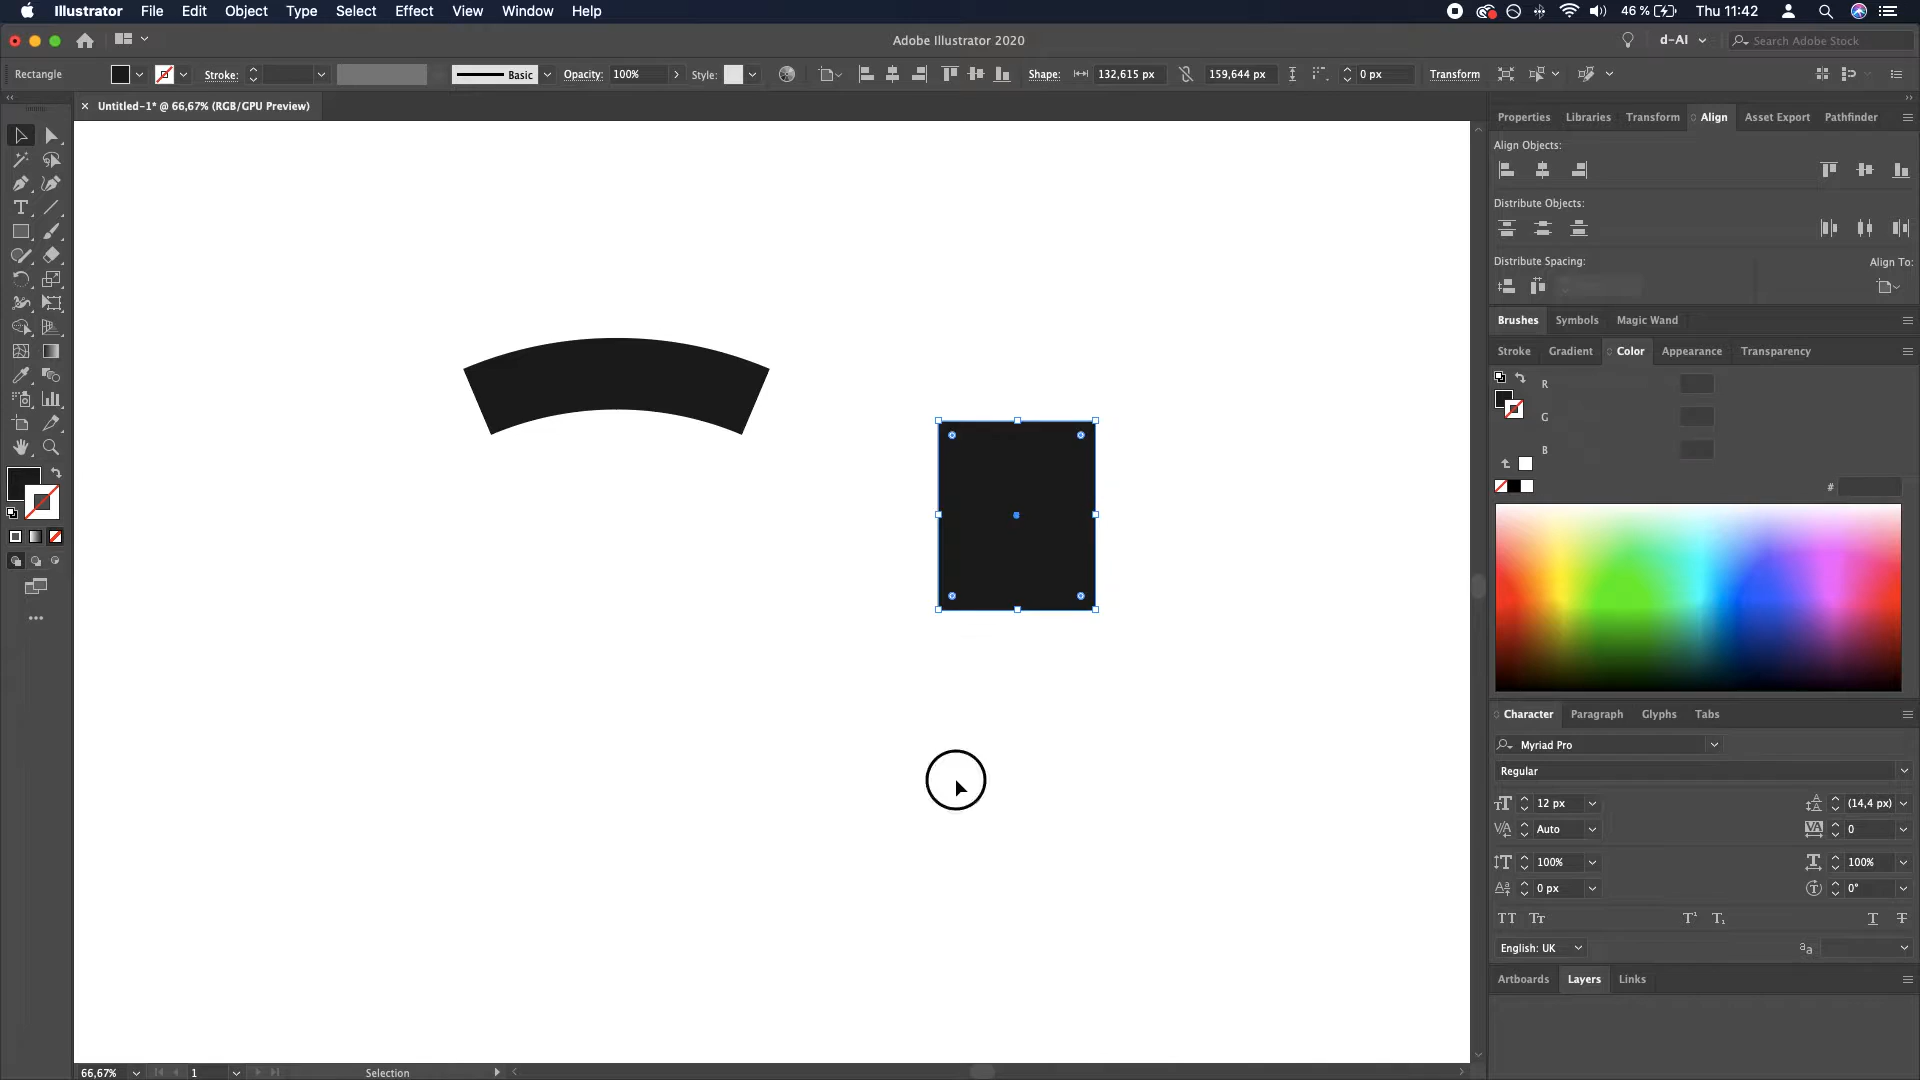 Illustrator File Edit Object Type Select Effect View Window Help 46 % Thu 11:42
Adobe Illustrator 2020 d-AI Search Adobe Stock
Rectangle Stroke: Basic Opacity: 100% Style: Shape: 132,615 px 159,644 px 0 px Transform
× Untitled-1* @ 66,67% (RGB/GPU Preview)
Properties Libraries Transform Align Asset Export Pathfinder
Align Objects:
Distribute Objects:
Distribute Spacing: Align To:
Brushes Symbols Magic Wand
Stroke Gradient Color Appearance Transparency
R
G
B
#
Character Paragraph Glyphs Tabs
Myriad Pro
Regular
12 px (14,4 px)
Auto 0
100% 100%
0 px 0°
English: UK
Artboards Layers Links
66,67% 1 Selection